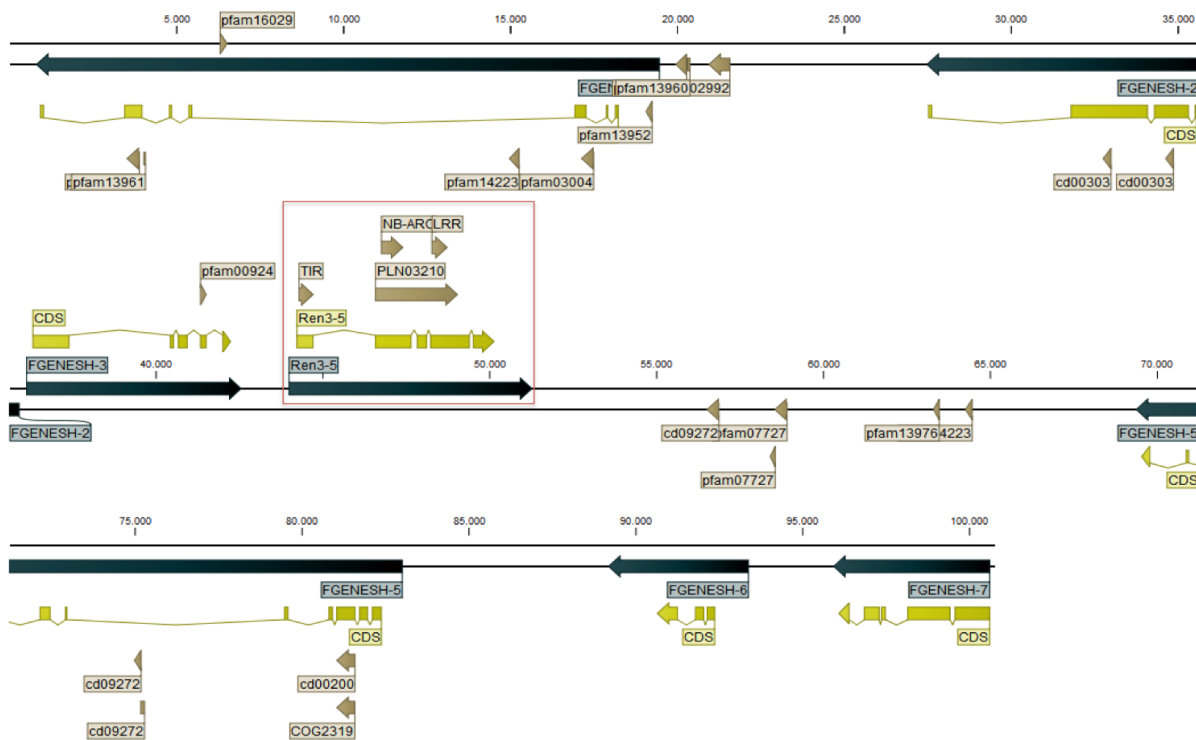 5.000 10.000 15.000 20.000 25.000 30.000 35.000
pfam16029
FGEN pfam13960 02992 FGENESH-2
pfam13952 CDS
pfam13961 pfam14223 pfam03004 cd00303 cd00303
NB-ARC LRR
pfam00924 TIR PLN03210
CDS Ren3-5
FGENESH-3 40.000 Ren3-5 50.000 55.000 60.000 65.000 70.000
FGENESH-2 cd09272 pfam07727 pfam13976 4223 FGENESH-5
pfam07727 CDS
75.000 80.000 85.000 90.000 95.000 100.000
FGENESH-5 FGENESH-6 FGENESH-7
CDS CDS CDS
cd09272 cd00200
cd09272 COG2319